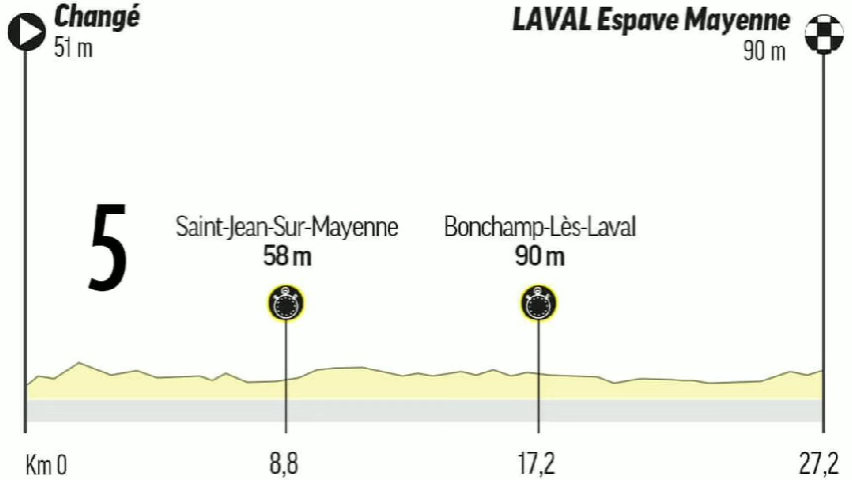 Changé
51 m
LAVAL Espave Mayenne
90 m
5
Saint-Jean-Sur-Mayenne
58 m
Bonchamp-Lès-Laval
90 m
Km 0
8,8
17,2
27,2